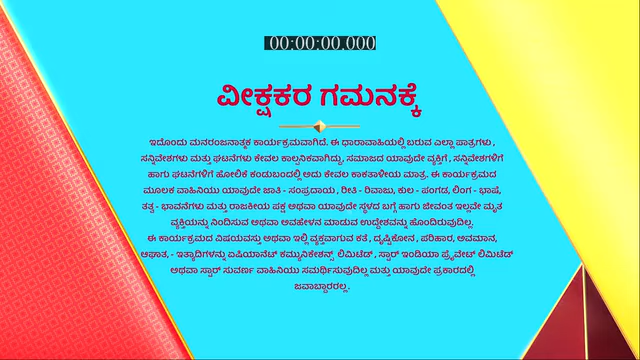 00:00:00.000
ವೀಕ್ಷಕರ ಗಮನಕ್ಕೆ
ಇದೊಂದು ಮನರಂಜನಾತ್ಮಕ ಕಾರ್ಯಕ್ರಮವಾಗಿದೆ. ಈ ಧಾರಾವಾಹಿಯಲ್ಲಿ ಬರುವ ಎಲ್ಲಾ ಪಾತ್ರಗಳು,
ಸನ್ನಿವೇಶಗಳು ಮತ್ತು ಘಟನೆಗಳು ಕೇವಲ ಕಾಲ್ಪನಿಕವಾಗಿದ್ದು, ಸಮಾಜದ ಯಾವುದೇ ವ್ಯಕ್ತಿಗೆ, ಸನ್ನಿವೇಶಗಳಿಗೆ
ಹಾಗು ಘಟನೆಗಳಿಗೆ ಹೋಲಿಕೆ ಕಂಡುಬಂದಲ್ಲಿ ಅದು ಕೇವಲ ಕಾಕತಾಳೀಯ ಮಾತ್ರ. ಈ ಕಾರ್ಯಕ್ರಮದ
ಮೂಲಕ ವಾಹಿನಿಯು ಯಾವುದೇ ಜಾತಿ - ಸಂಪ್ರದಾಯ, ರೀತಿ - ರಿವಾಜು, ಕುಲ - ಪಂಗಡ, ಲಿಂಗ - ಭಾಷೆ,
ತತ್ವ - ಭಾವನೆಗಳು ಮತ್ತು ರಾಜಕೀಯ ಪಕ್ಷ ಅಥವಾ ಯಾವುದೇ ಸ್ಥಳದ ಬಗ್ಗೆ ಹಾಗು ಜೀವಂತ ಇಲ್ಲವೇ ಮೃತ
ವ್ಯಕ್ತಿಯನ್ನು ನಿಂದಿಸುವ ಅಥವಾ ಅವಹೇಳನ ಮಾಡುವ ಉದ್ದೇಶವನ್ನು ಹೊಂದಿರುವುದಿಲ್ಲ.
ಈ ಕಾರ್ಯಕ್ರಮದ ವಿಷಯವಸ್ತು ಅಥವಾ ಇಲ್ಲಿ ವ್ಯಕ್ತವಾಗುವ ಕತೆ, ದೃಷ್ಟಿಕೋನ, ಪರಿಹಾರ, ಅವಮಾನ,
ಆಘಾತ, - ಇತ್ಯಾದಿಗಳನ್ನು ಏಷಿಯಾನೆಟ್ ಕಮ್ಯುನಿಕೇಶನ್ಸ್ ಲಿಮಿಟೆಡ್, ಸ್ಟಾರ್ ಇಂಡಿಯಾ ಪ್ರೈವೇಟ್ ಲಿಮಿಟೆಡ್
ಅಥವಾ ಸ್ಟಾರ್ ಸುವರ್ಣ ವಾಹಿನಿಯು ಸಮರ್ಥಿಸುವುದಿಲ್ಲ ಮತ್ತು ಯಾವುದೇ ಪ್ರಕಾರದಲ್ಲಿ
ಜವಾಬ್ದಾರರಲ್ಲ.